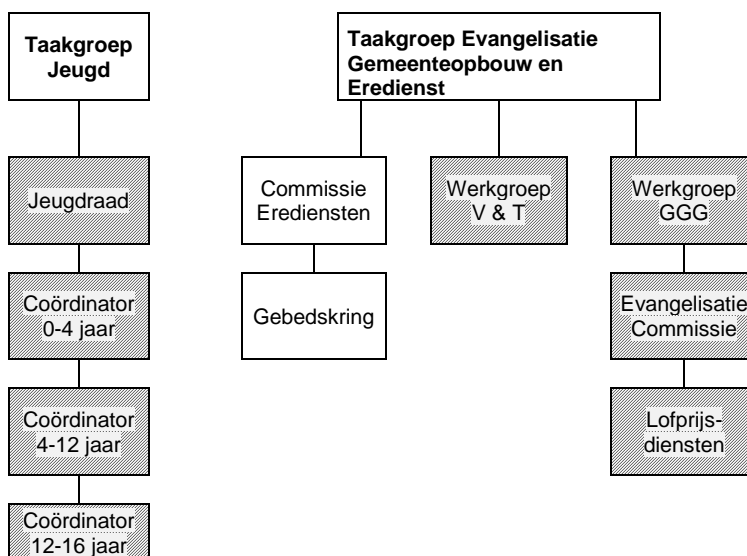 Taakgroep
Jeugd
Taakgroep Evangelisatie
Gemeenteopbouw en
Eredienst
Jeugdraad
Commissie
Erediensten
Werkgroep
V & T
Werkgroep
GGG
Coördinator
0-4 jaar
Gebedskring
Evangelisatie
Commissie
Coördinator
4-12 jaar
Lofprijs-
diensten
Coördinator
12-16 jaar